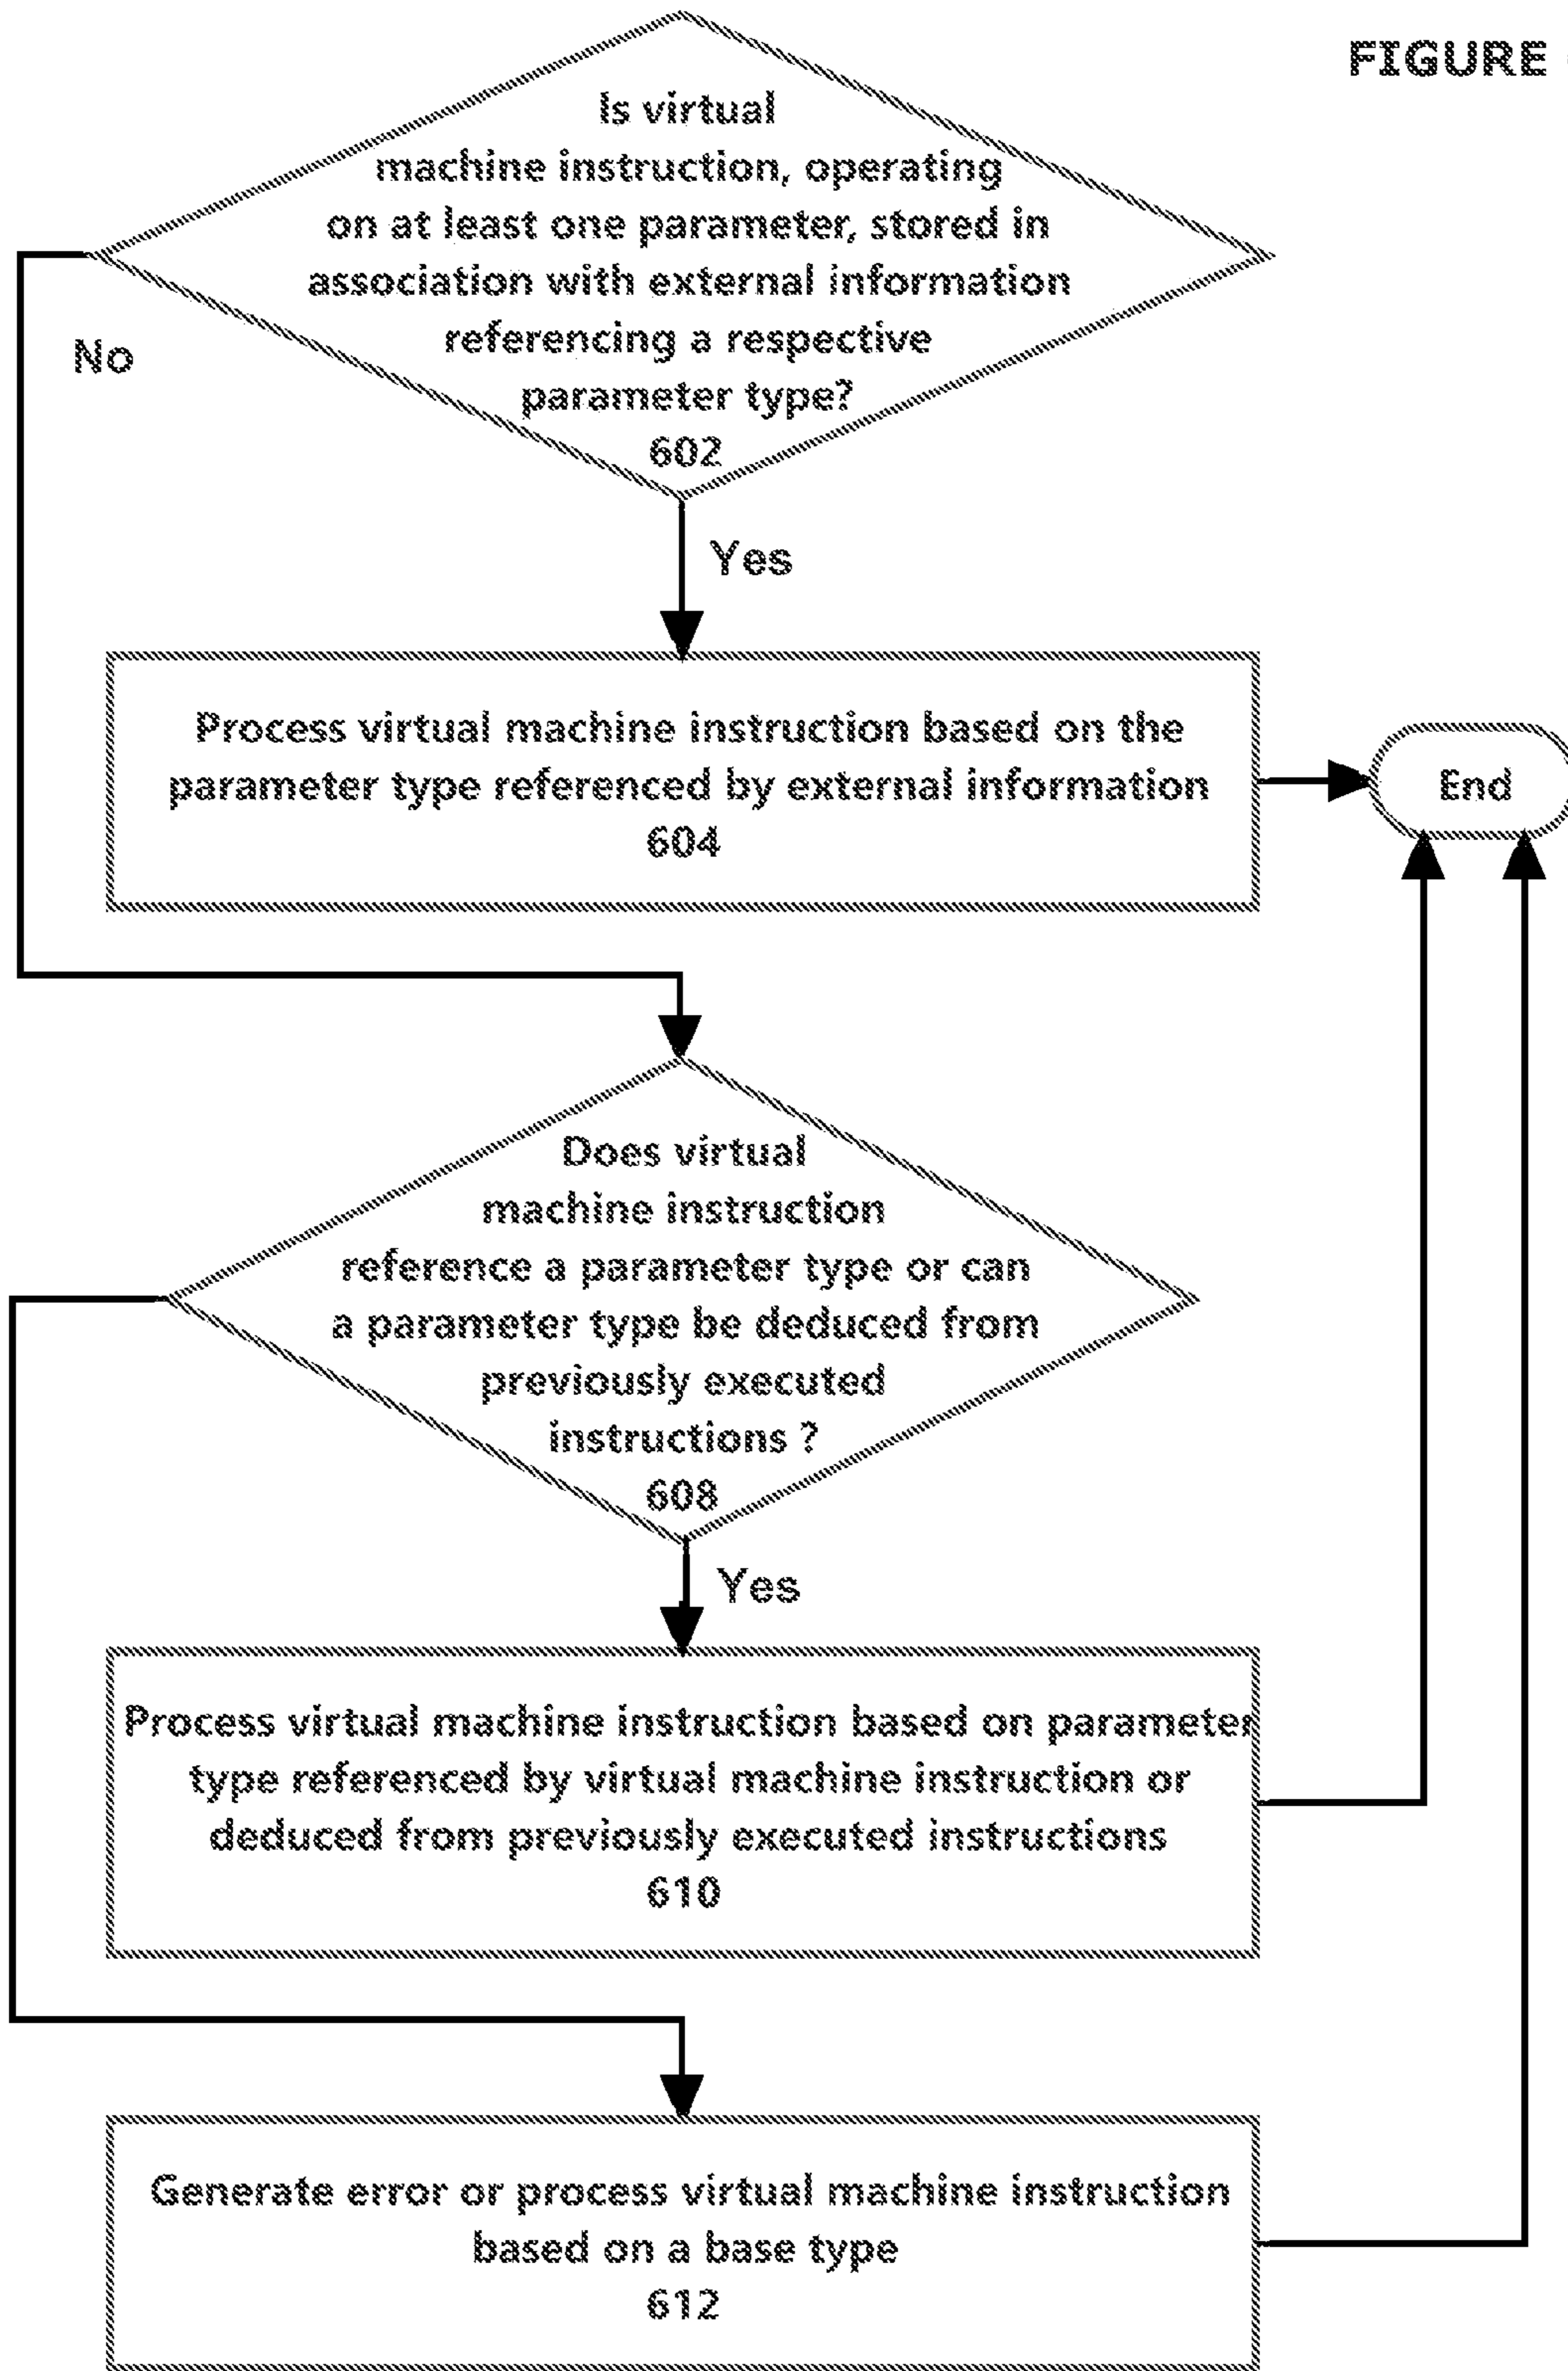 FIGURE
Is virtual
machine instruction, operating
on at least one parameter, stored in
association with external information
referencing a respective
parameter type?
602
No
Yes
Process virtual machine instruction based on the
parameter type referenced by external information
604
End
Does virtual
machine instruction
reference a parameter type or can
a parameter type be deduced from
previously executed
instructions ?
608
Yes
Process virtual machine instruction based on parameter
type referenced by virtual machine instruction or
deduced from previously executed instructions
610
Generate error or process virtual machine instruction
based on a base type
612